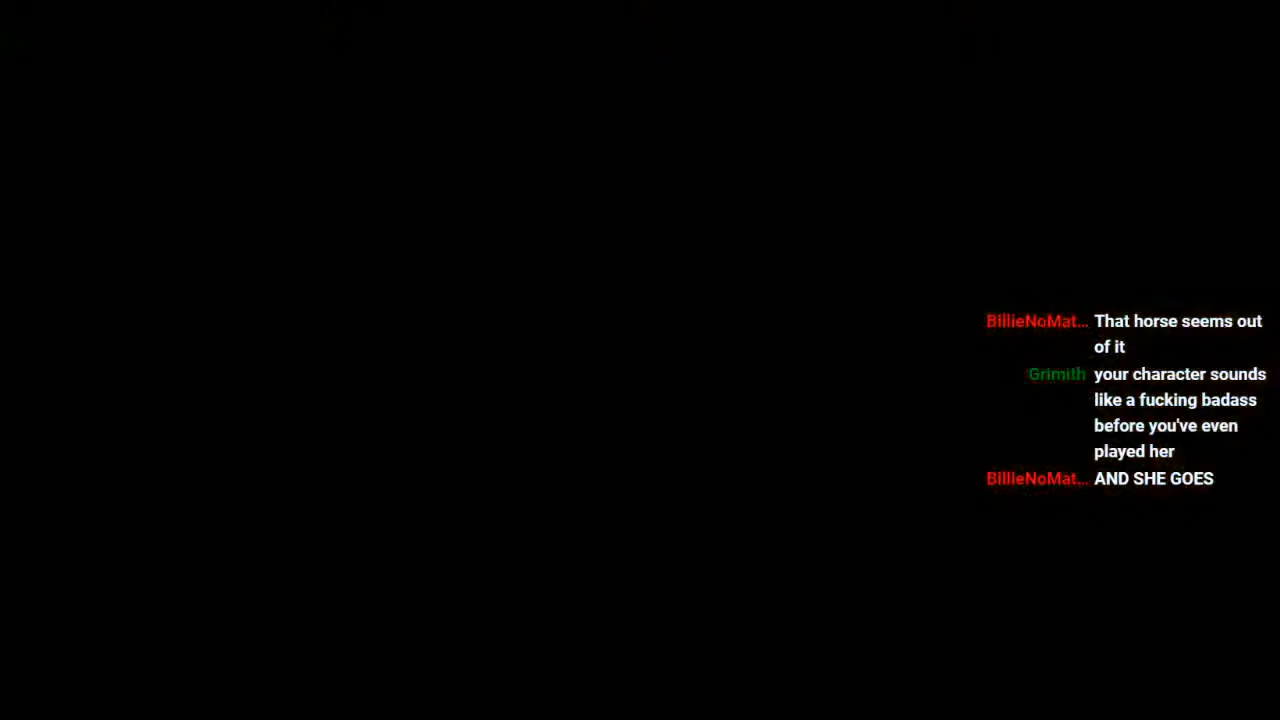 BillieNoMat... That horse seems out
of it
Grimith your character sounds
like a fucking badass
before you've even
played her
BillieNoMat... AND SHE GOES